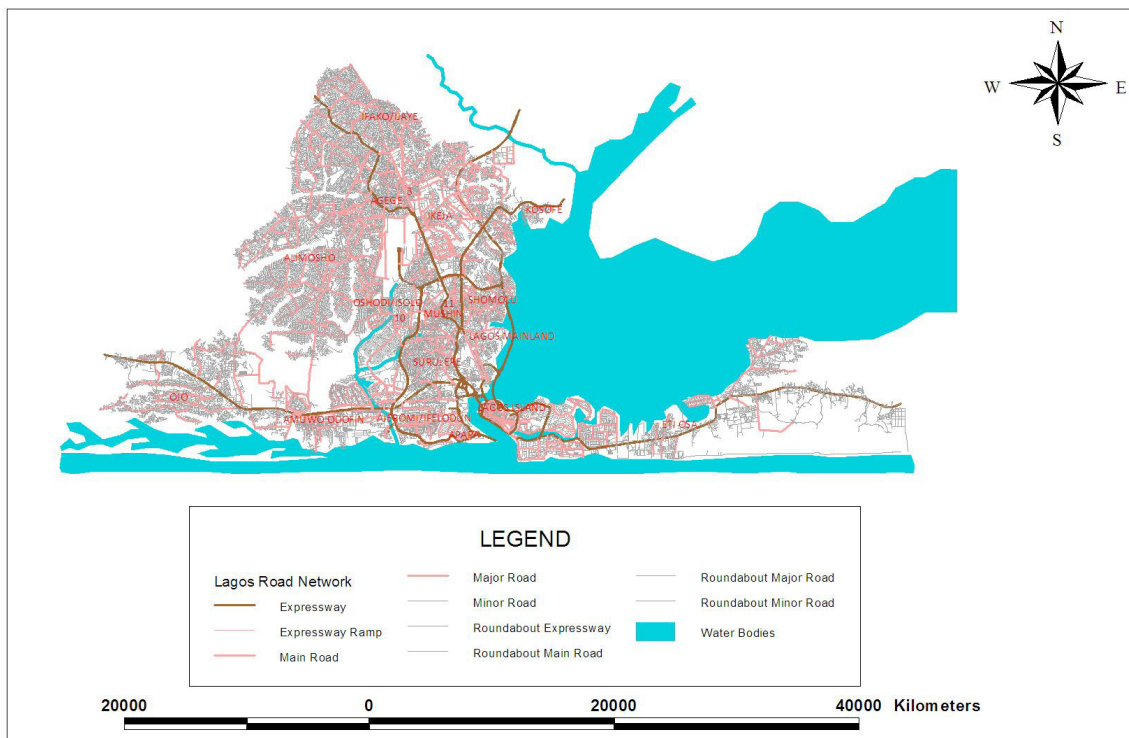 N
W E
S
IFAKO/IJAYE
3
AGEGE
IKEJA
KOSOFE
ALIMOSHO
OSHODI/ISOLO
11
SHOMOLU
MUSHIN
10
LAGOS MAINLAND
SURULERE
OJO
LAGOS ISLAND
AMUWO ODOFIN
AJEROMI/IFELODUN
ETI OSA
APAPA
LEGEND
Lagos Road Network
Expressway
Expressway Ramp
Main Road
Major Road
Minor Road
Roundabout Expressway
Roundabout Main Road
Roundabout Major Road
Roundabout Minor Road
Water Bodies
20000 0 20000 40000 Kilometers